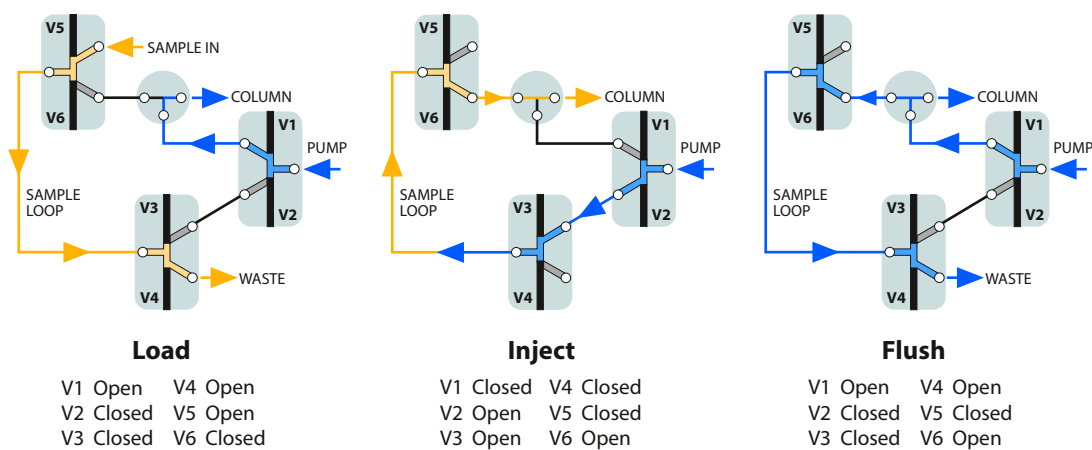 V5
SAMPLE IN
V6
COLUMN
V1
PUMP
SAMPLE
LOOP
V3
V2
WASTE
V4
Load
V1 Open V4 Open
V2 Closed V5 Open
V3 Closed V6 Closed
V5
V6
COLUMN
V1
PUMP
SAMPLE
LOOP
V3
V2
V4
Inject
V1 Closed V4 Closed
V2 Open V5 Closed
V3 Open V6 Open
V5
V6
COLUMN
V1
PUMP
SAMPLE
LOOP
V3
V2
WASTE
V4
Flush
V1 Open V4 Open
V2 Closed V5 Closed
V3 Closed V6 Open